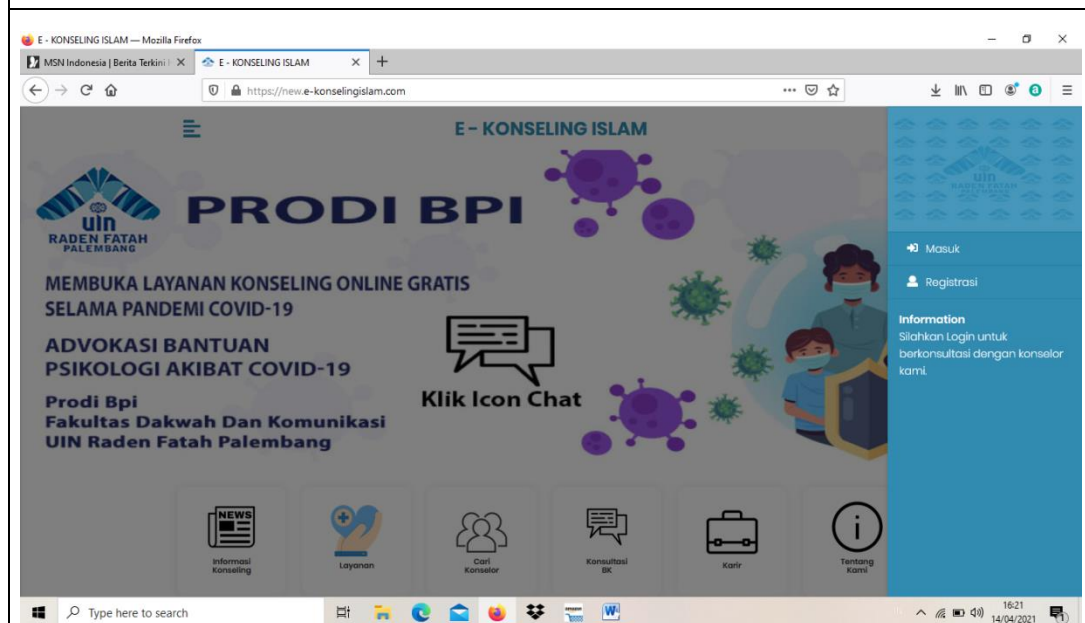 E - KONSELING ISLAM — Mozilla Firefox
MSN Indonesia | Berita Terkini
E - KONSELING ISLAM
https://new.e-konselingislam.com
E - KONSELING ISLAM
uin
RADEN FATAH
PALEMBANG
PRODI BPI
MEMBUKA LAYANAN KONSELING ONLINE GRATIS
SELAMA PANDEMI COVID-19
ADVOKASI BANTUAN
PSIKOLOGI AKIBAT COVID-19
Klik Icon Chat
Prodi Bpi
Fakultas Dakwah Dan Komunikasi
UIN Raden Fatah Palembang
NEWS
Informasi
Konseling
Layanan
Cari
Konselor
Konsultasi
BK
Karir
Tentang
Kami
uin
RADEN FATAH
PALEMBANG
Masuk
Registrasi
Information
Silahkan Login untuk
berkonsultasi dengan konselor
kami.
Type here to search
16:21
14/04/2021